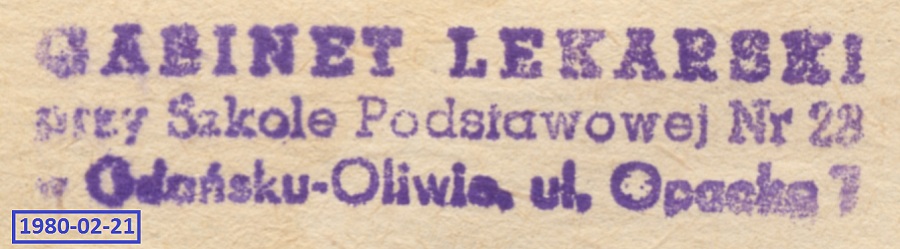 GABINET LEKARSKI
przy Szkole Podstawowej Nr 28
w Gdańsku-Oliwie, ul. Opacka 7
1980-02-21